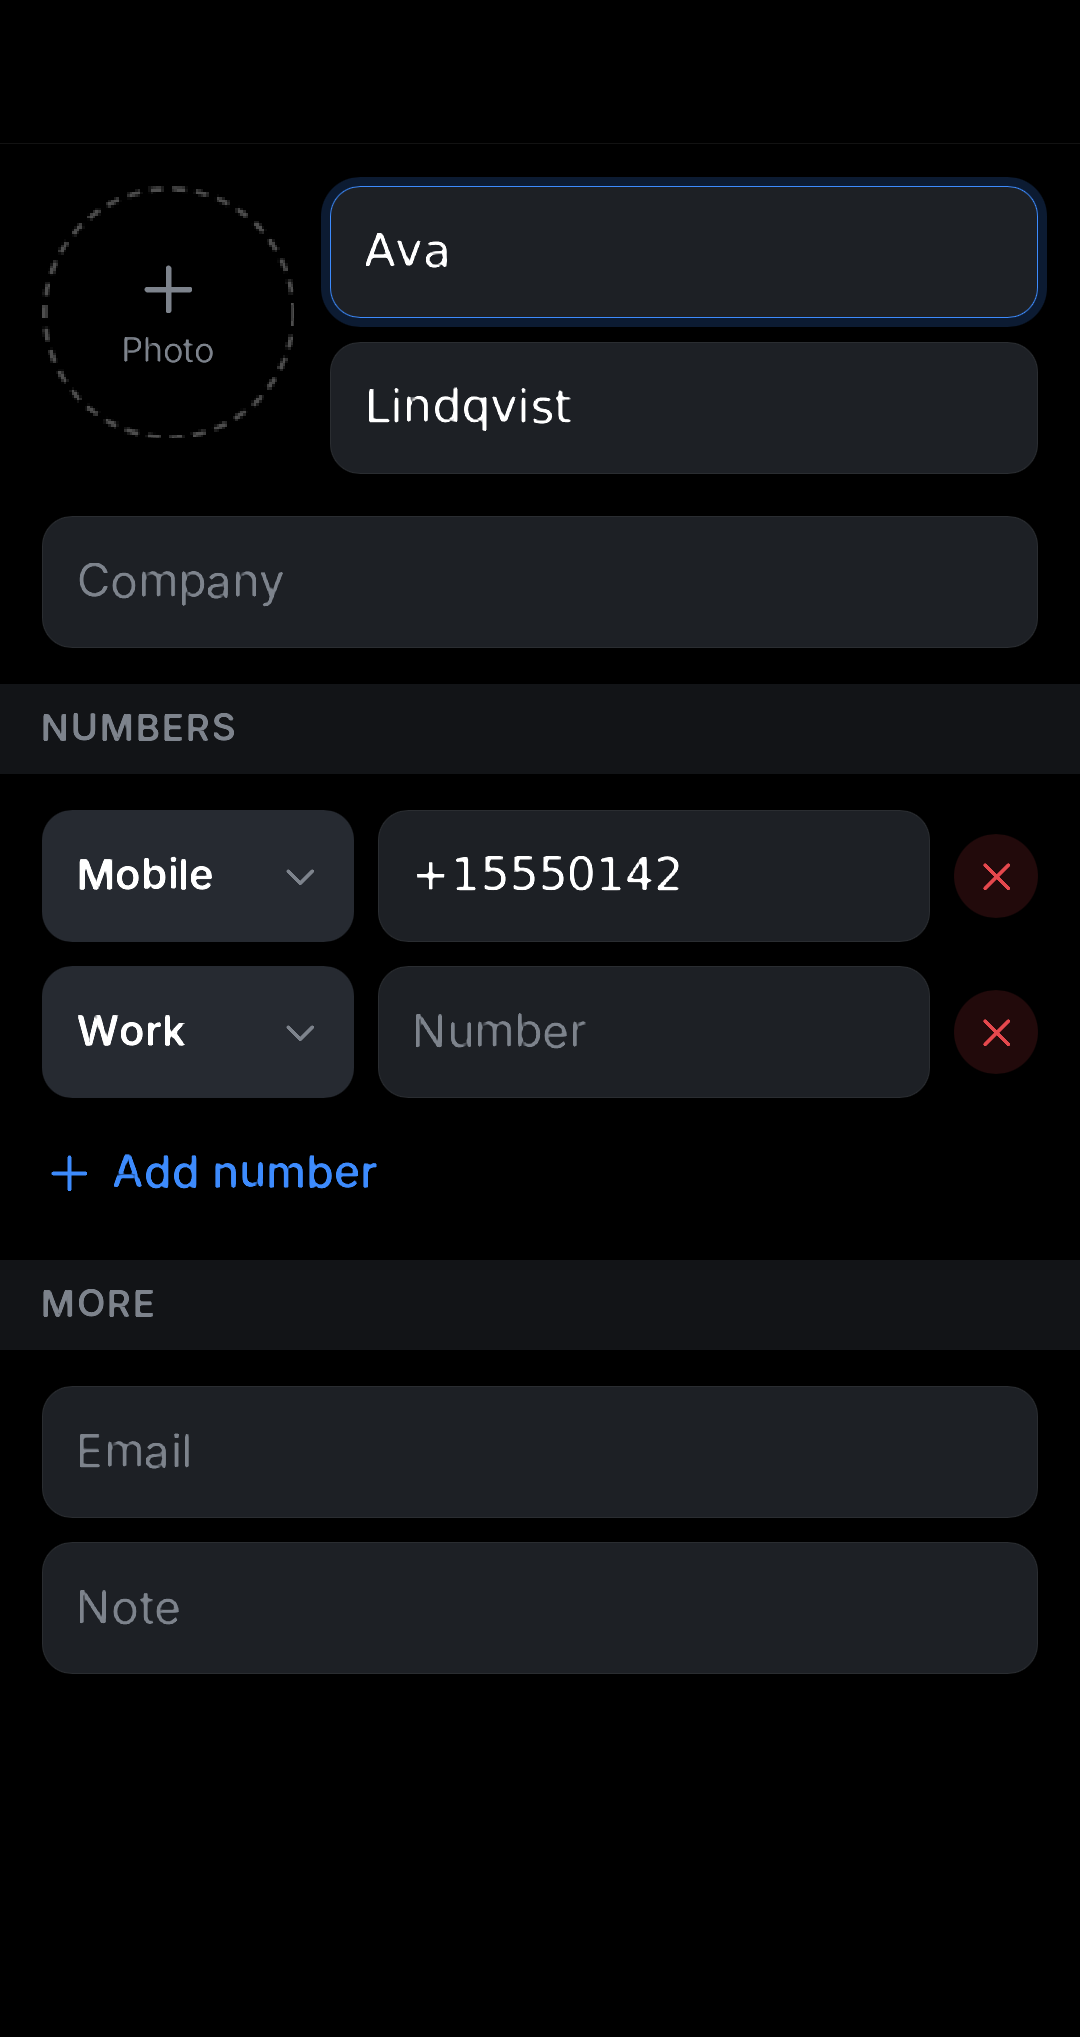 Photo
Ava
Lindqvist
Company
NUMBERS
Mobile
+15550142
Work
Number
Add number
MORE
Email
Note